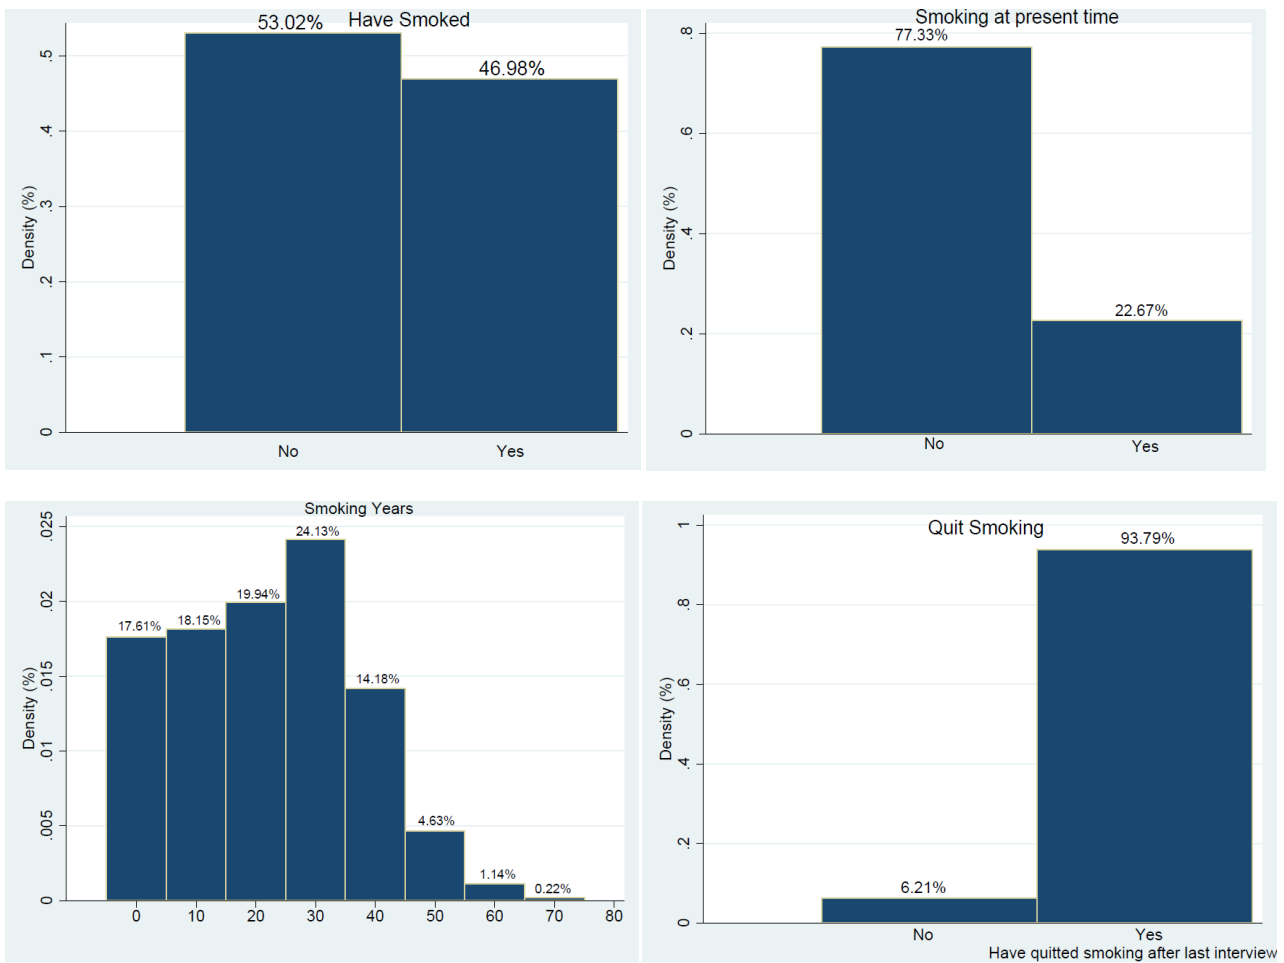 Have Smoked
53.02%
46.98%
Density (%)
.5
.4
.3
.2
.1
0
No Yes
Smoking at present time
77.33%
22.67%
Density (%)
.8
.6
.4
.2
0
No Yes
Smoking Years
24.13%
19.94%
18.15%
17.61%
14.18%
4.63%
1.14%
0.22%
Density (%)
.025
.02
.015
.01
.005
0
0 10 20 30 40 50 60 70 80
Quit Smoking
93.79%
6.21%
Density (%)
1
.8
.6
.4
.2
0
No Yes
Have quitted smoking after last interview